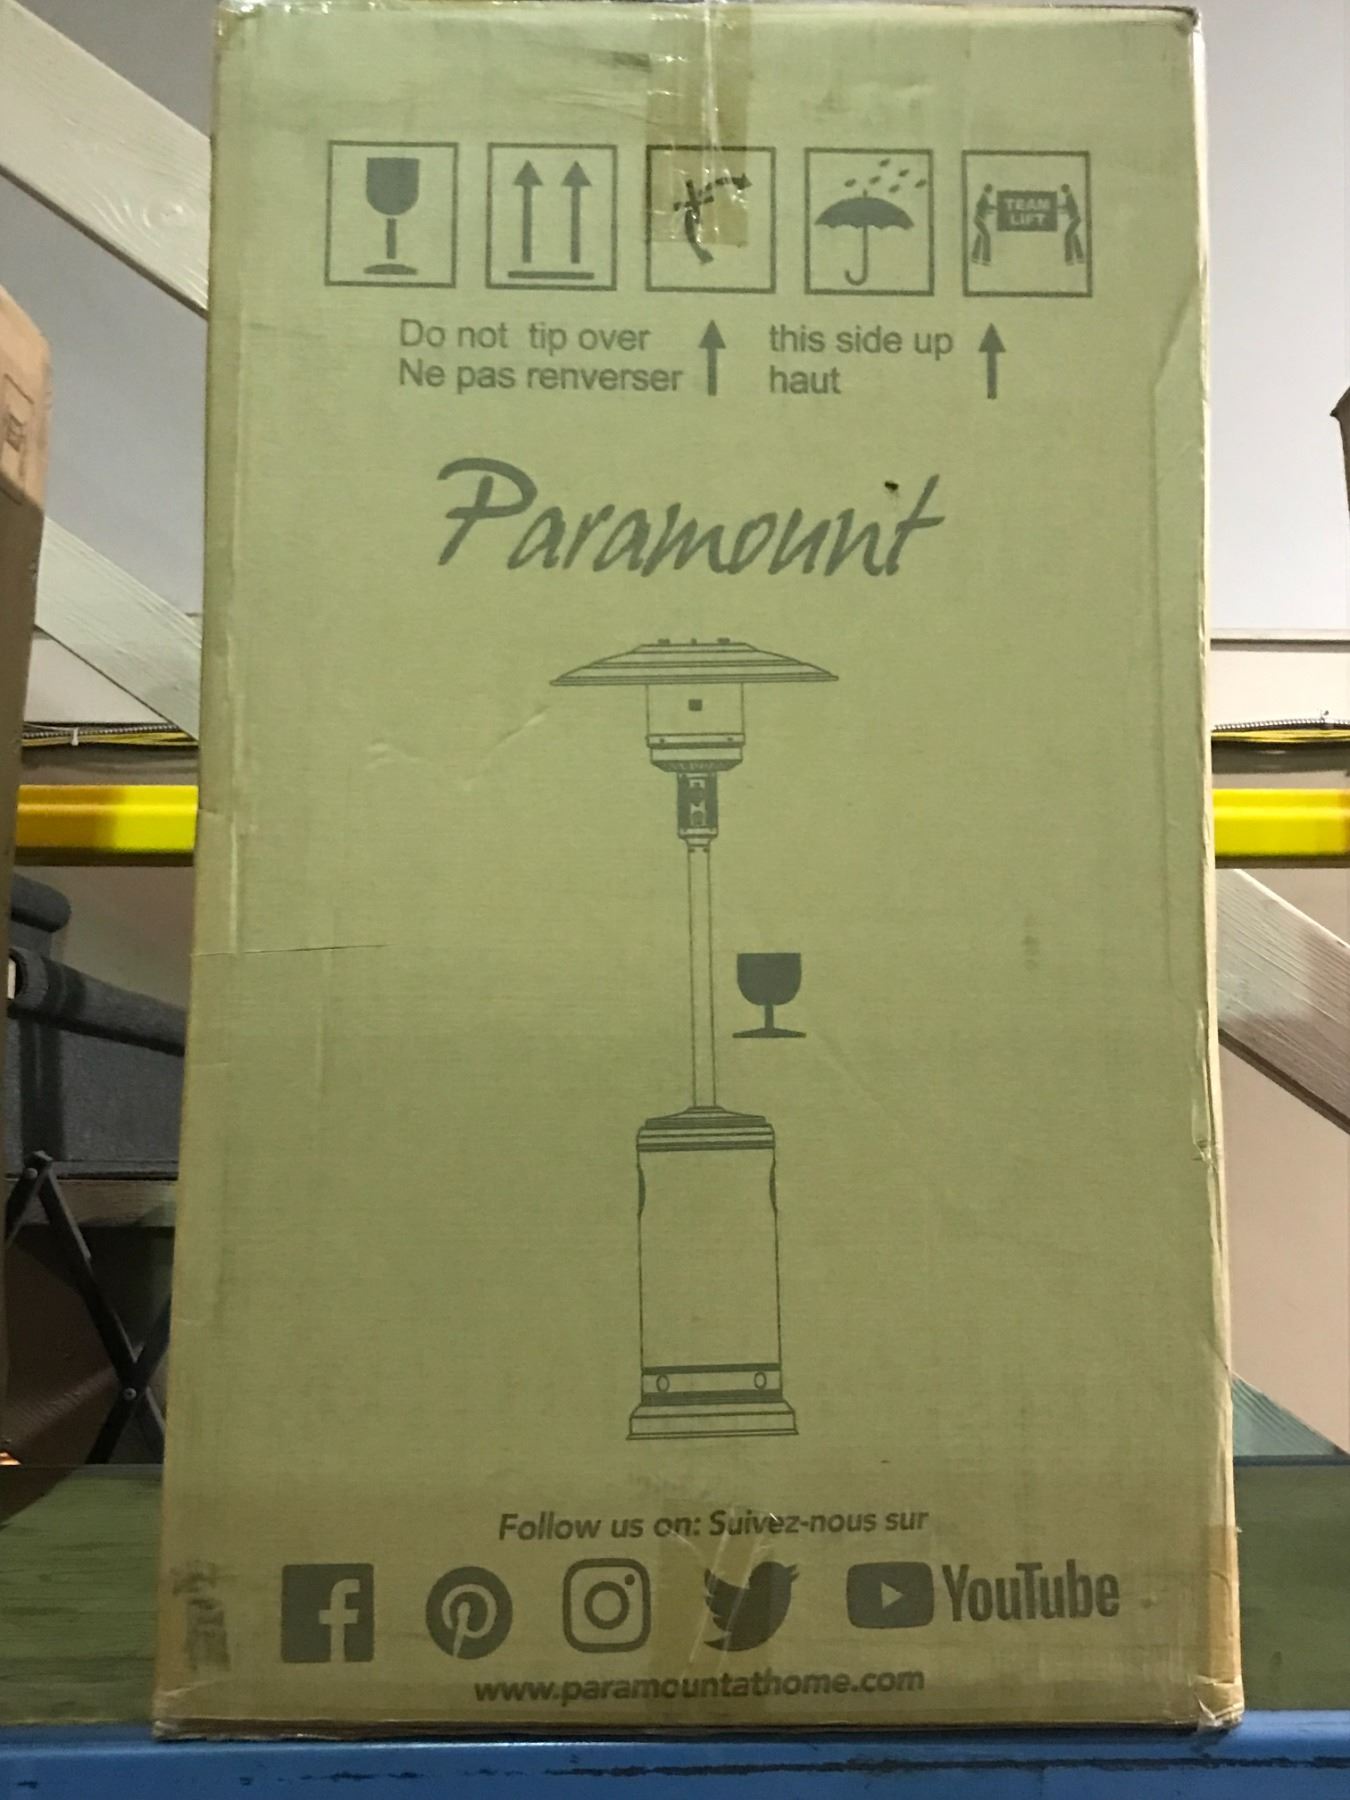 TEAM
LIFT
Do not tip over
Ne pas renverser
this side up
haut
Paramount
Follow us on: Suivez-nous sur
YouTube
www.paramountathome.com